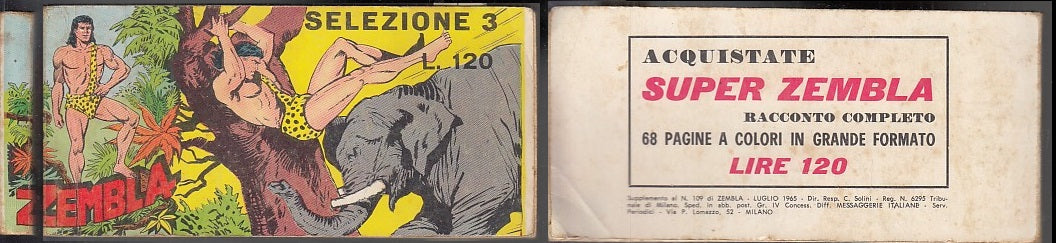 SELEZIONE 3
L. 120
ZEMBLA
ACQUISTATE
SUPER ZEMBLA
RACCONTO COMPLETO
68 PAGINE A COLORI IN GRANDE FORMATO
LIRE 120
Supplemento al N. 109 di ZEMBLA - LUGLIO 1965 - Dir. Resp. C. Solini - Reg. N. 6295 Tribu-
nale di Milano. Sped. in abb. post. Gr. IV Concess. Diff. MESSAGGERIE ITALIANE - Serv.
Periodici - Via P. Lomazzo, 52 - MILANO